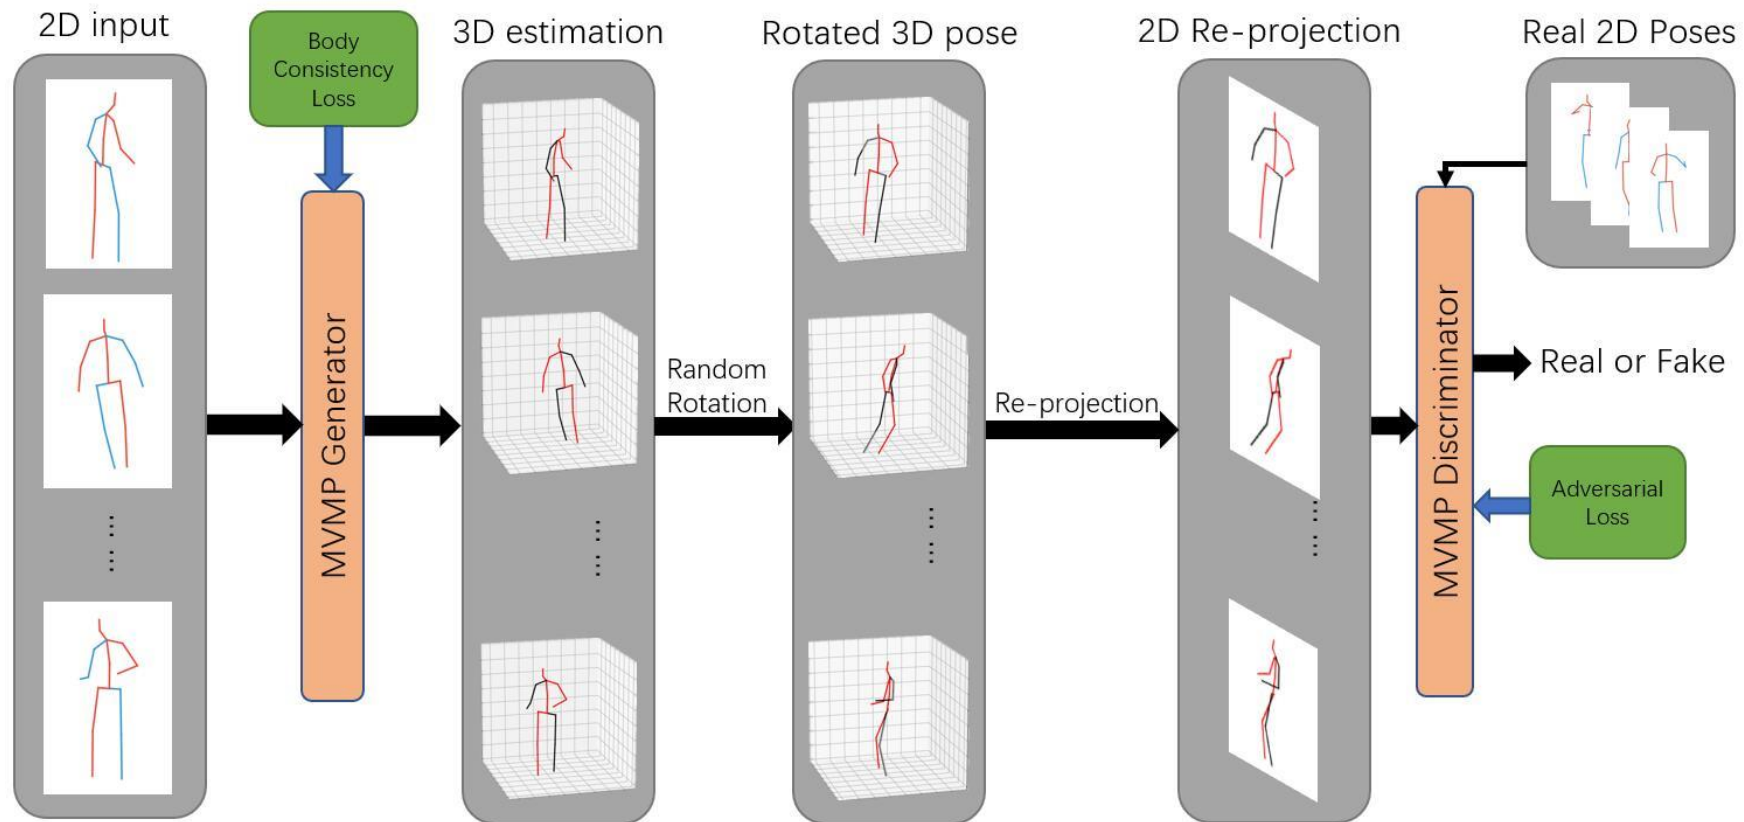 2D input
Body
Consistency
Loss
3D estimation
Rotated 3D pose
2D Re-projection
Real 2D Poses
MVMP Generator
Random
Rotation
Re-projection
MVMP Discriminator
Real or Fake
Adversarial
Loss